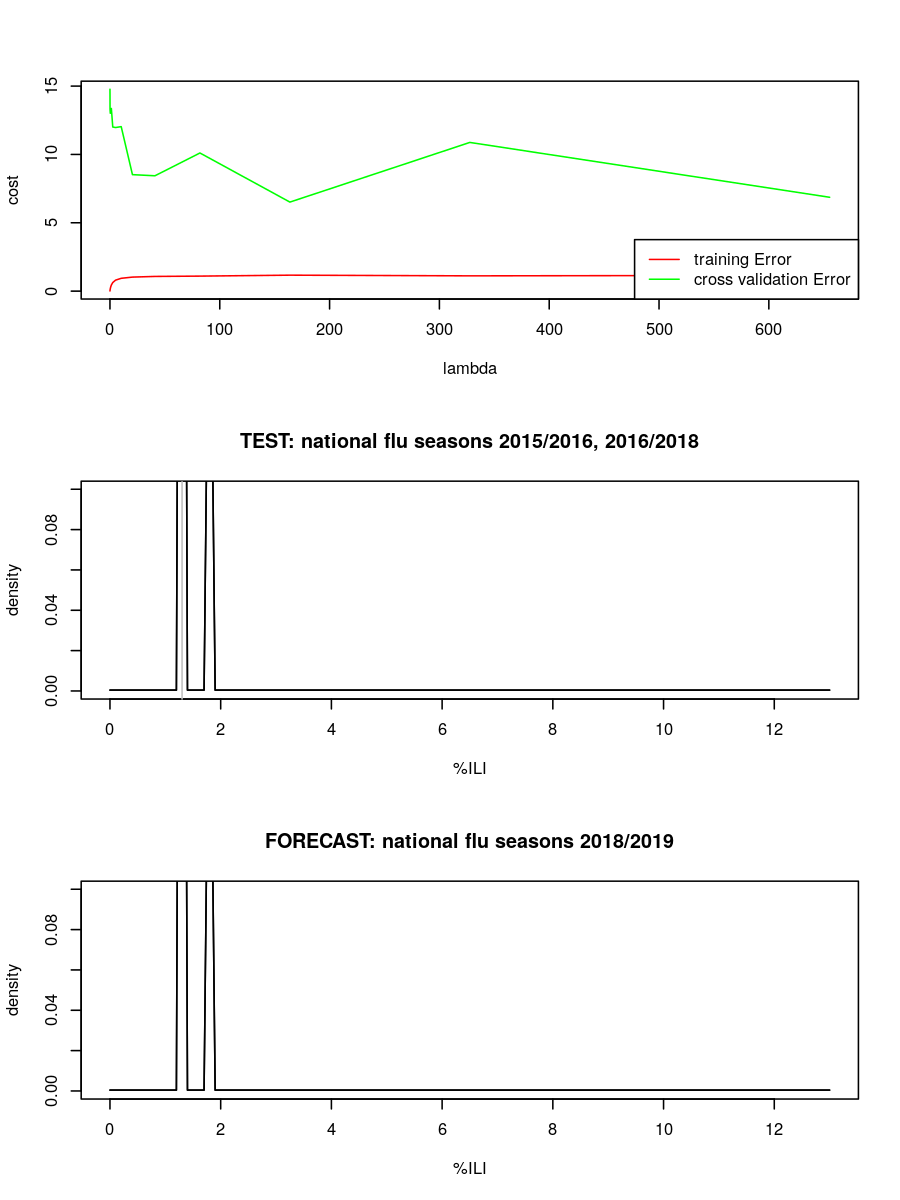 15
10
5
0
cost
training Error
cross validation Error
0 100 200 300 400 500 600
lambda
TEST: national flu seasons 2015/2016, 2016/2018
0.08
0.04
0.00
density
0 2 4 6 8 10 12
%ILI
FORECAST: national flu seasons 2018/2019
0.08
0.04
0.00
density
0 2 4 6 8 10 12
%ILI